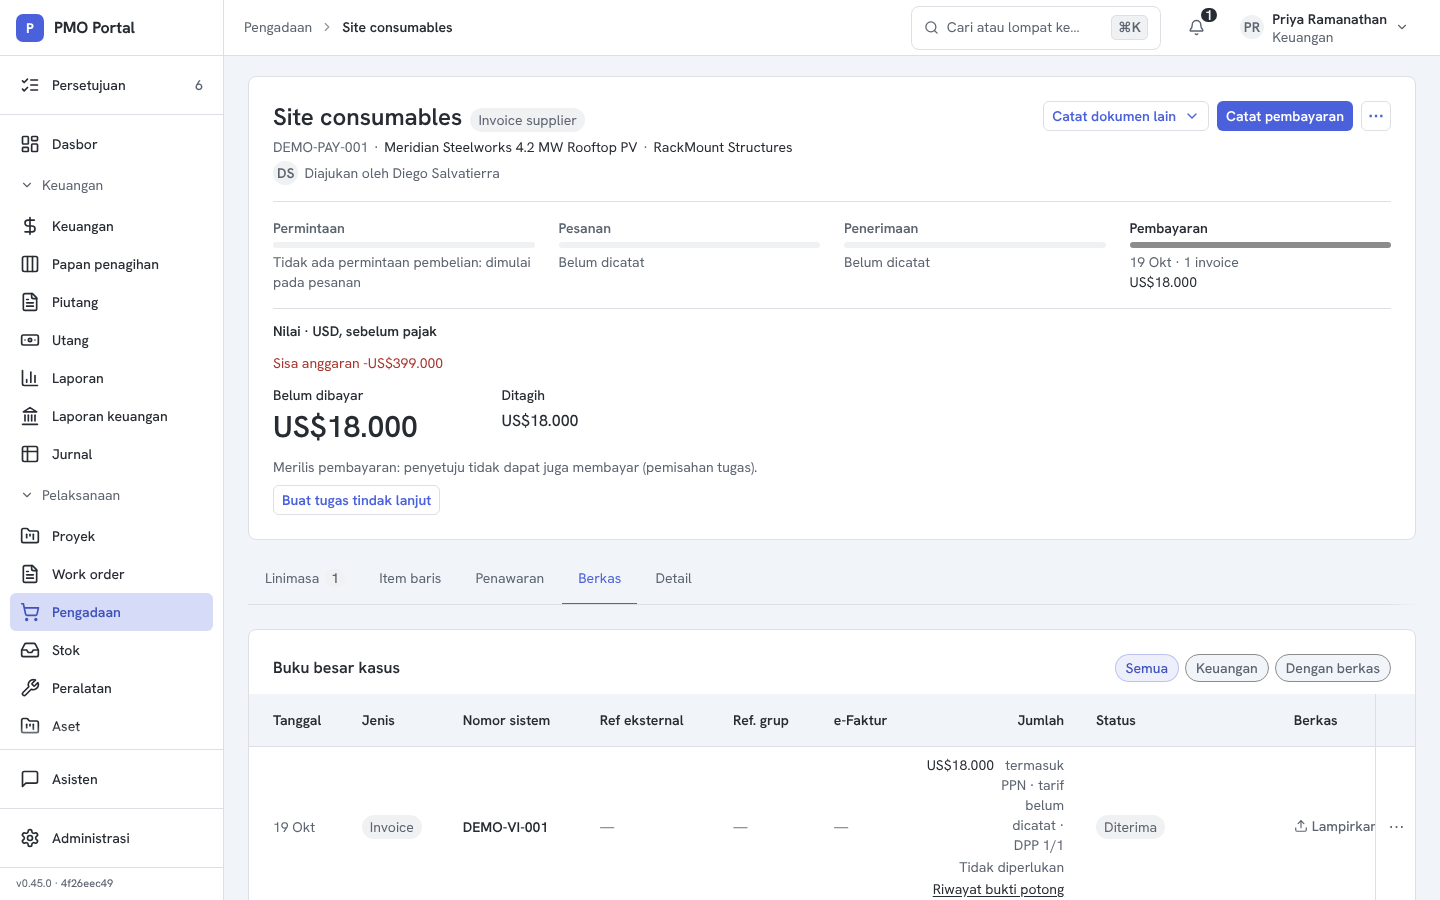 P PMO Portal
Pengadaan Site consumables
Cari atau lompat ke... ⌘K
1
PR Priya Ramanathan
Keuangan
Persetujuan 6
Dasbor
Keuangan
Keuangan
Papan penagihan
Piutang
Utang
Laporan
Laporan keuangan
Jurnal
Pelaksanaan
Proyek
Work order
Pengadaan
Stok
Peralatan
Aset
Asisten
Administrasi
v0.45.0 · 4f26eec49
Site consumables Invoice supplier
Catat dokumen lain Catat pembayaran
DEMO-PAY-001 · Meridian Steelworks 4.2 MW Rooftop PV · RackMount Structures
DS Diajukan oleh Diego Salvatierra
Permintaan Pesanan Penerimaan Pembayaran
Tidak ada permintaan pembelian: dimulai
pada pesanan
Belum dicatat
Belum dicatat
19 Okt · 1 invoice
US$18.000
Nilai · USD, sebelum pajak
Sisa anggaran -US$399.000
Belum dibayar Ditagih
US$18.000 US$18.000
Merilis pembayaran: penyetuju tidak dapat juga membayar (pemisahan tugas).
Buat tugas tindak lanjut
Linimasa 1 Item baris Penawaran Berkas Detail
Buku besar kasus
Semua Keuangan Dengan berkas
Tanggal Jenis Nomor sistem Ref eksternal Ref. grup e-Faktur Jumlah Status Berkas
19 Okt Invoice DEMO-VI-001 — — —
US$18.000 termasuk
PPN · tarif
belum
dicatat ·
DPP 1/1
Tidak diperlukan
Riwayat bukti potong
Diterima
Lampirkan